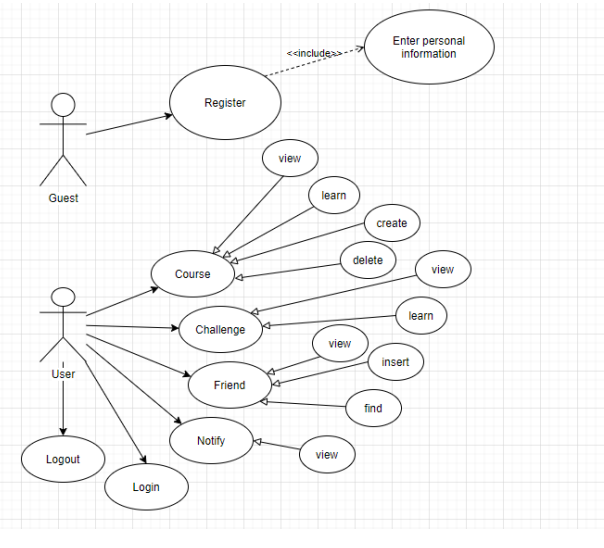 Enter personal
information
<<include>>
Register
Guest
view
learn
create
delete
Course
view
Challenge
learn
view
insert
User
Friend
find
Notify
view
Logout
Login